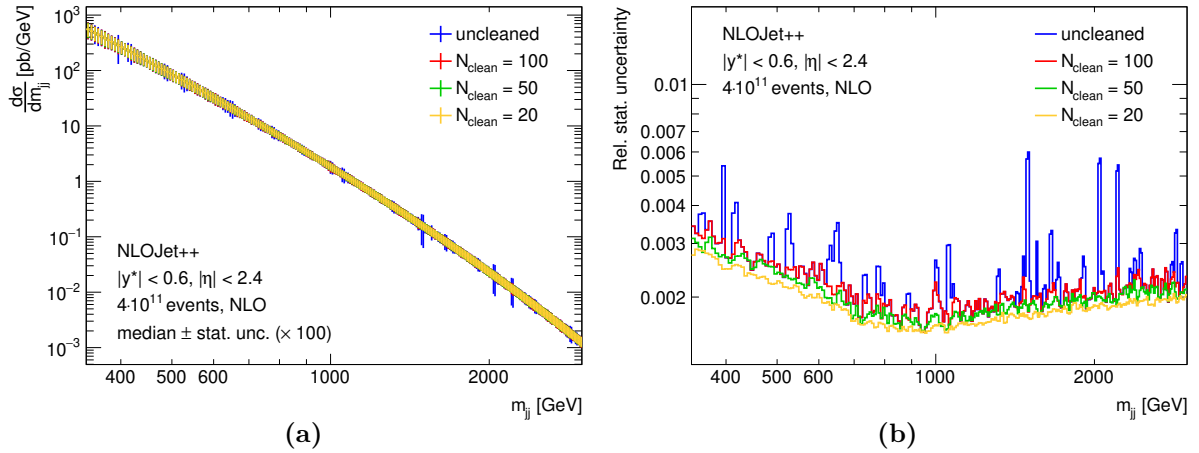 dσ/dm_jj [pb/GeV]
10³
10²
10
1
10⁻¹
10⁻²
10⁻³
uncleaned
N_clean = 100
N_clean = 50
N_clean = 20
NLOJet++
|y*| < 0.6, |η| < 2.4
4·10¹¹ events, NLO
median ± stat. unc. (× 100)
400 500 600 1000 2000
m_jj [GeV]
(a)
Rel. stat. uncertainty
0.01
0.007
0.006
0.005
0.004
0.003
0.002
NLOJet++
|y*| < 0.6, |η| < 2.4
4·10¹¹ events, NLO
uncleaned
N_clean = 100
N_clean = 50
N_clean = 20
400 500 600 1000 2000
m_jj [GeV]
(b)